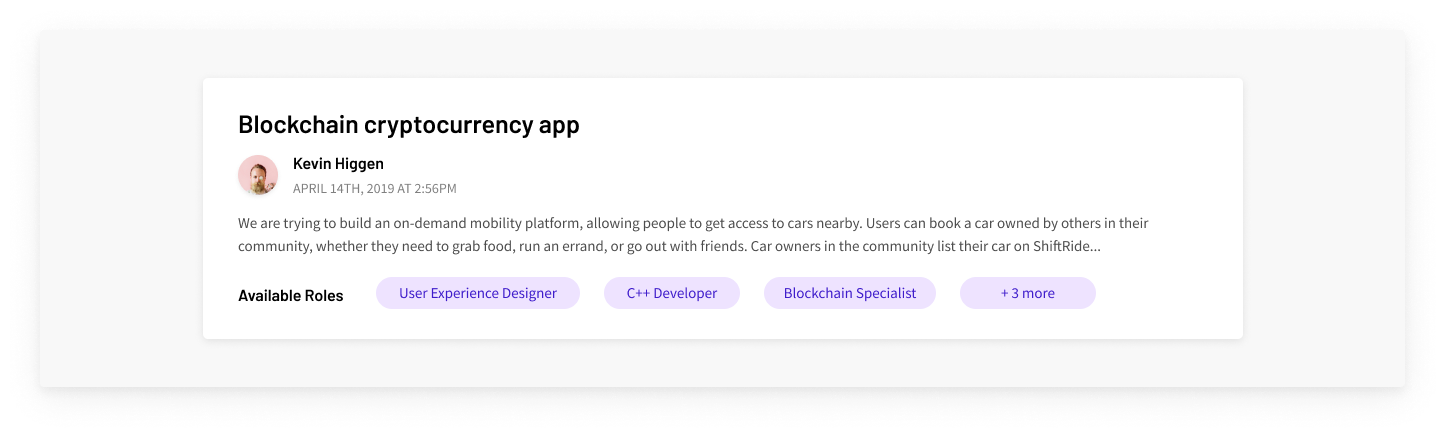 Blockchain cryptocurrency app
Kevin Higgen
APRIL 14TH, 2019 AT 2:56PM
We are trying to build an on-demand mobility platform, allowing people to get access to cars nearby. Users can book a car owned by others in their
community, whether they need to grab food, run an errand, or go out with friends. Car owners in the community list their car on ShiftRide...
Available Roles User Experience Designer C++ Developer Blockchain Specialist + 3 more